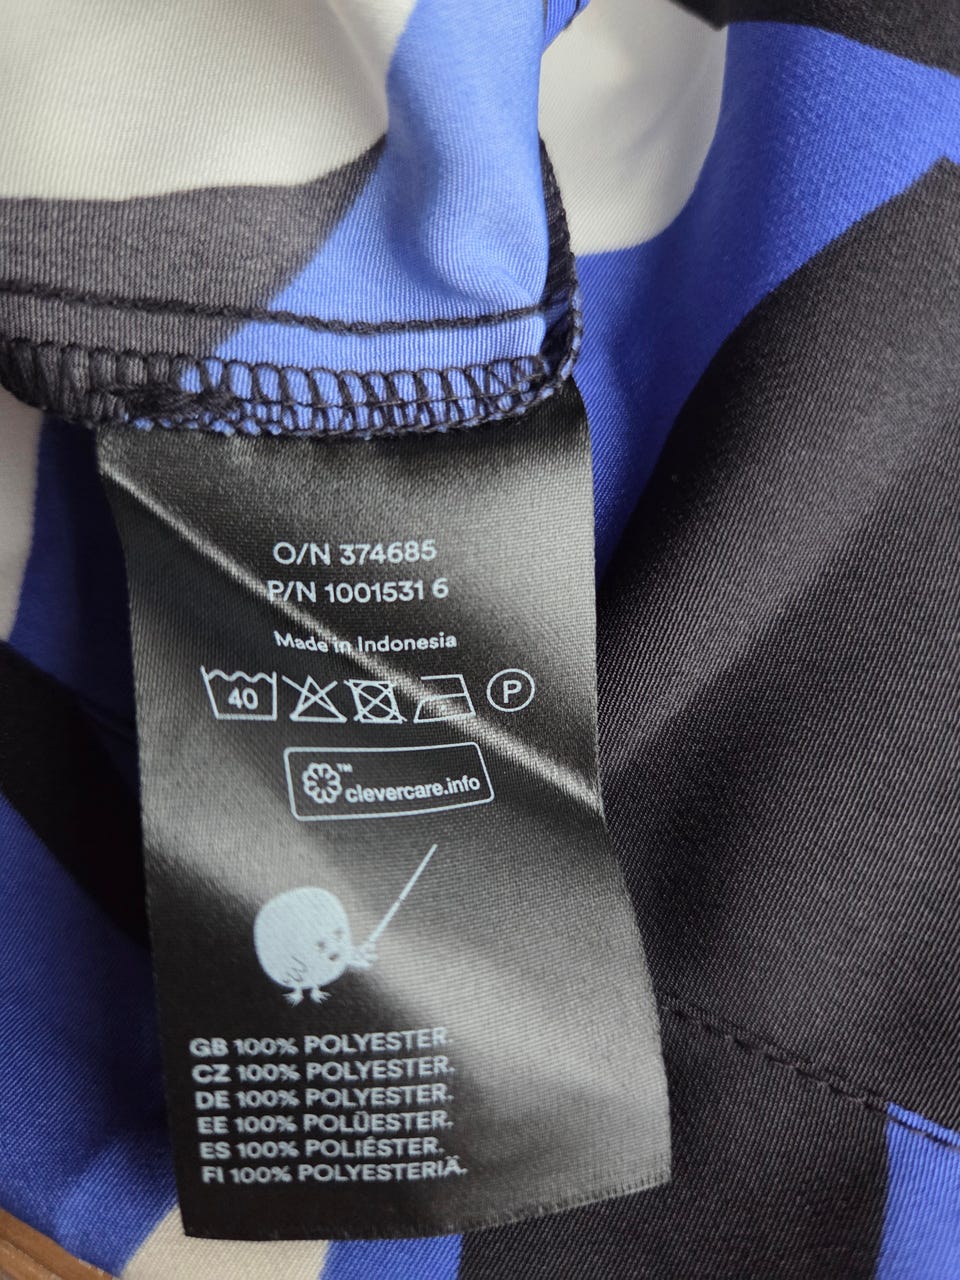 O/N 374685
P/N 1001531 6
Made in Indonesia
40 P
™ clevercare.info
GB 100% POLYESTER.
CZ 100% POLYESTER.
DE 100% POLYESTER.
EE 100% POLÜESTER.
ES 100% POLIÉSTER.
FI 100% POLYESTERIÄ.